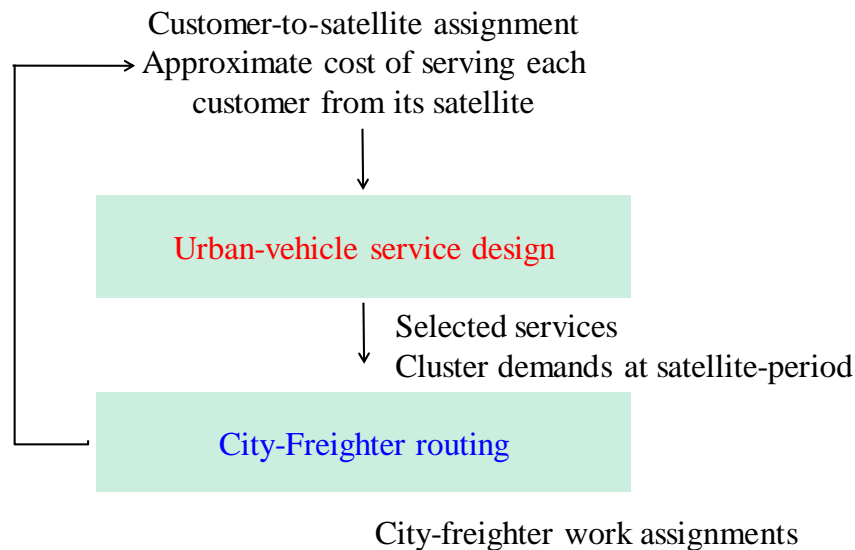 Customer-to-satellite assignment
Approximate cost of serving each
customer from its satellite
Urban-vehicle service design
Selected services
Cluster demands at satellite-period
City-Freighter routing
City-freighter work assignments